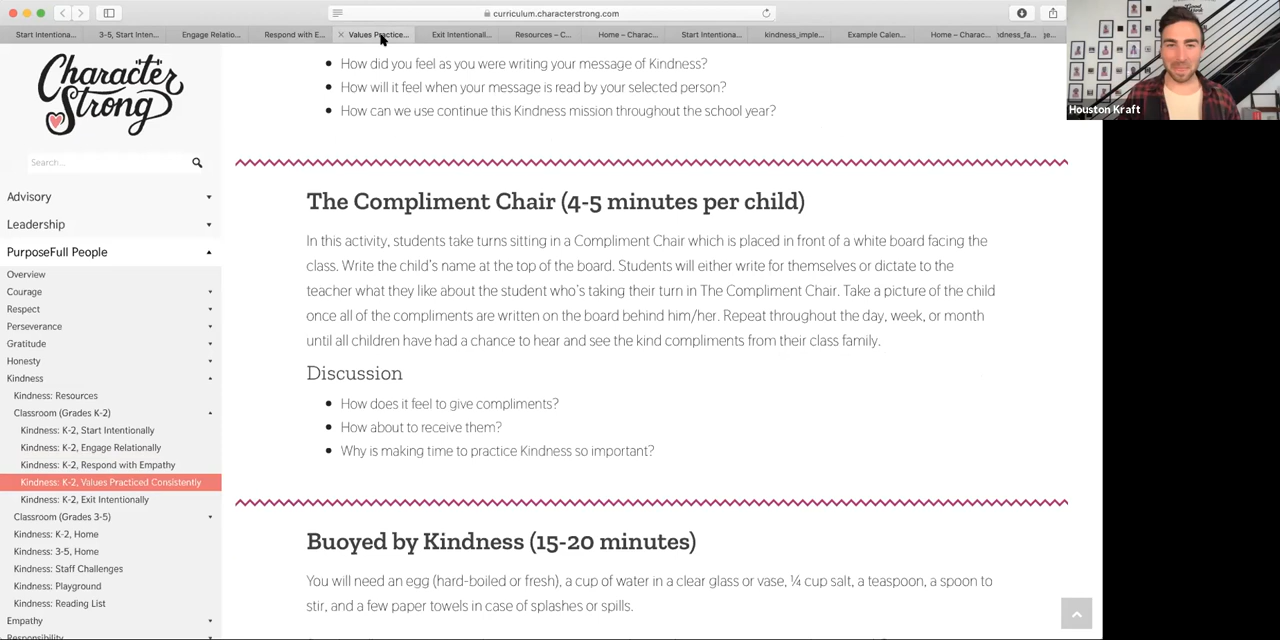 curriculum.characterstrong.com
Start Intentiona...
3-5, Start Inten...
Engage Relatio...
Respond with E...
Values Practice...
Exit Intentionall...
Resources – C...
Home – Charac...
Start Intentiona...
kindness_imple...
Example Calen...
Home – Charac...
ndness_fa...
ge...
Character
Strong
Search...
Advisory
Leadership
PurposeFull People
Overview
Courage
Respect
Perseverance
Gratitude
Honesty
Kindness
Kindness: Resources
Classroom (Grades K-2)
Kindness: K-2, Start Intentionally
Kindness: K-2, Engage Relationally
Kindness: K-2, Respond with Empathy
Kindness: K-2, Values Practiced Consistently
Kindness: K-2, Exit Intentionally
Classroom (Grades 3-5)
Kindness: K-2, Home
Kindness: 3-5, Home
Kindness: Staff Challenges
Kindness: Playground
Kindness: Reading List
Empathy
Responsibility
How did you feel as you were writing your message of Kindness?
How will it feel when your message is read by your selected person?
How can we use continue this Kindness mission throughout the school year?
The Compliment Chair (4-5 minutes per child)
In this activity, students take turns sitting in a Compliment Chair which is placed in front of a white board facing the
class. Write the child's name at the top of the board. Students will either write for themselves or dictate to the
teacher what they like about the student who's taking their turn in The Compliment Chair. Take a picture of the child
once all of the compliments are written on the board behind him/her. Repeat throughout the day, week, or month
until all children have had a chance to hear and see the kind compliments from their class family.
Discussion
How does it feel to give compliments?
How about to receive them?
Why is making time to practice Kindness so important?
Buoyed by Kindness (15-20 minutes)
You will need an egg (hard-boiled or fresh), a cup of water in a clear glass or vase, ¼ cup salt, a teaspoon, a spoon to
stir, and a few paper towels in case of splashes or spills.
Houston Kraft